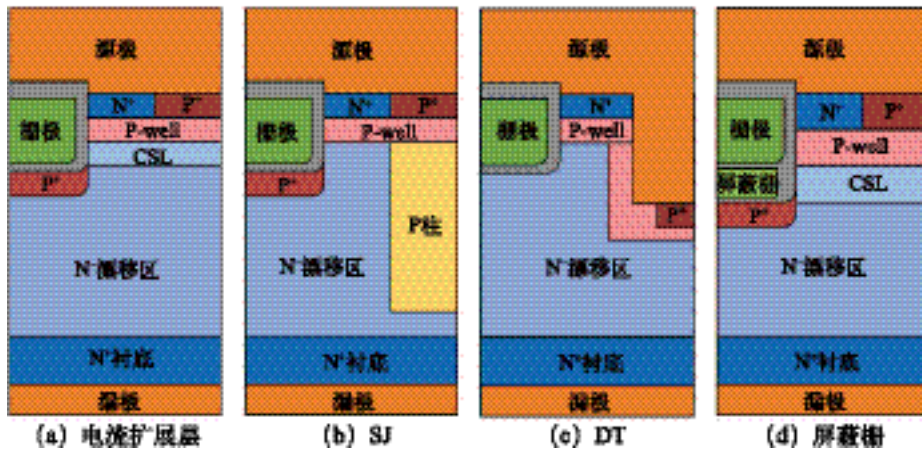 源极 源极 源极 源极
N⁺ P⁺ N⁺ P⁺ N⁺ N⁺ P⁺
栅极 P-well 栅极 P-well 栅极 P-well 栅极 P-well
CSL 屏蔽栅 CSL
P⁺ P⁺ P柱 P⁺ P⁺
N⁻漂移区 N⁻漂移区 N⁻漂移区 N⁻漂移区
N⁺衬底 N⁺衬底 N⁺衬底 N⁺衬底
漏极 漏极 漏极 漏极
(a) 电流扩展层 (b) SJ (c) DT (d) 屏蔽栅